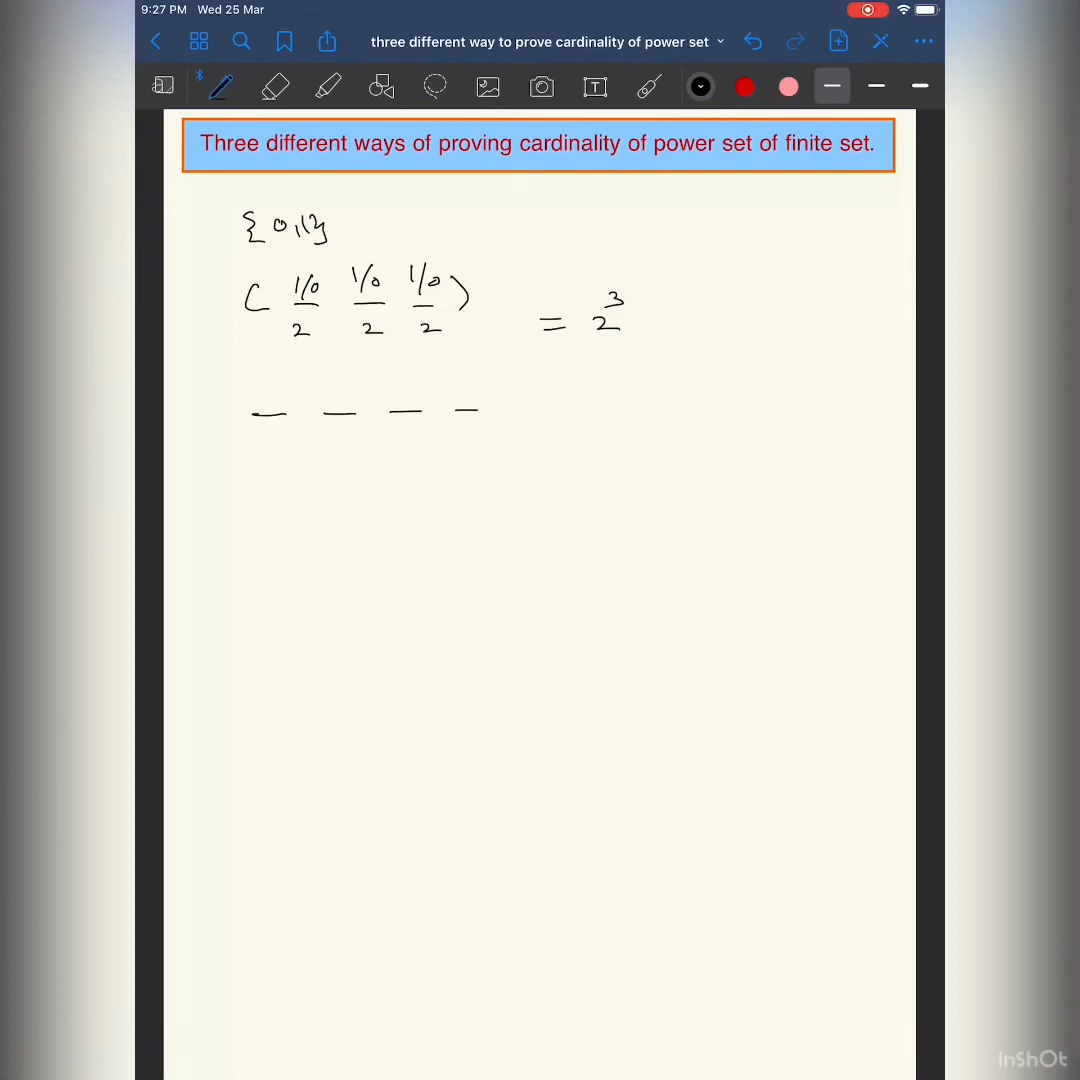 9:27 PM Wed 25 Mar
three different way to prove cardinality of power set
T
Three different ways of proving cardinality of power set of finite set.
{0,1}
( 1/0 1/0 1/0 )
2 2 2 = 2³
InShOt